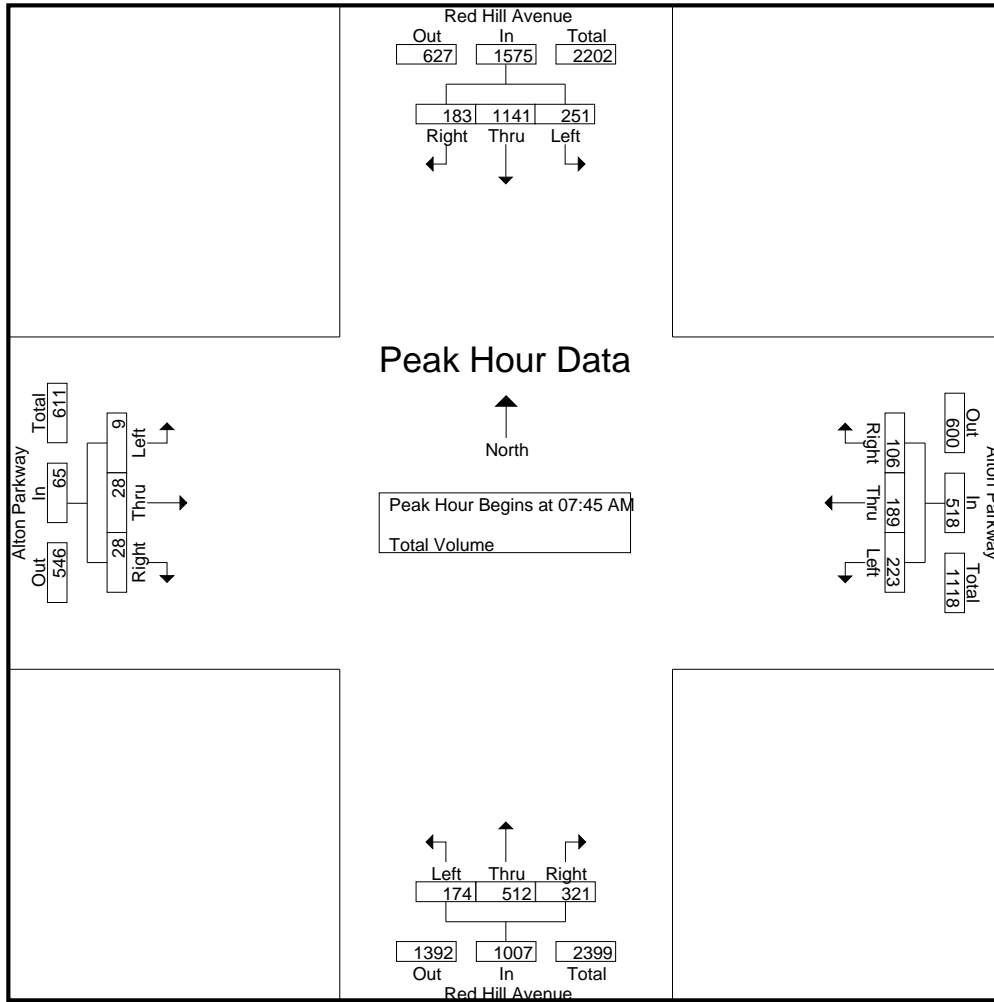 Red Hill Avenue
Out In Total
627 1575 2202
183 1141 251
Right Thru Left
Peak Hour Data
North
Peak Hour Begins at 07:45 AM
Total Volume
Alton Parkway
Out In Total
546 65 611
28 28 9
Right Thru Left
Alton Parkway
Out In Total
600 518 1118
106 189 223
Right Thru Left
Left Thru Right
174 512 321
1392 1007 2399
Out In Total
Red Hill Avenue